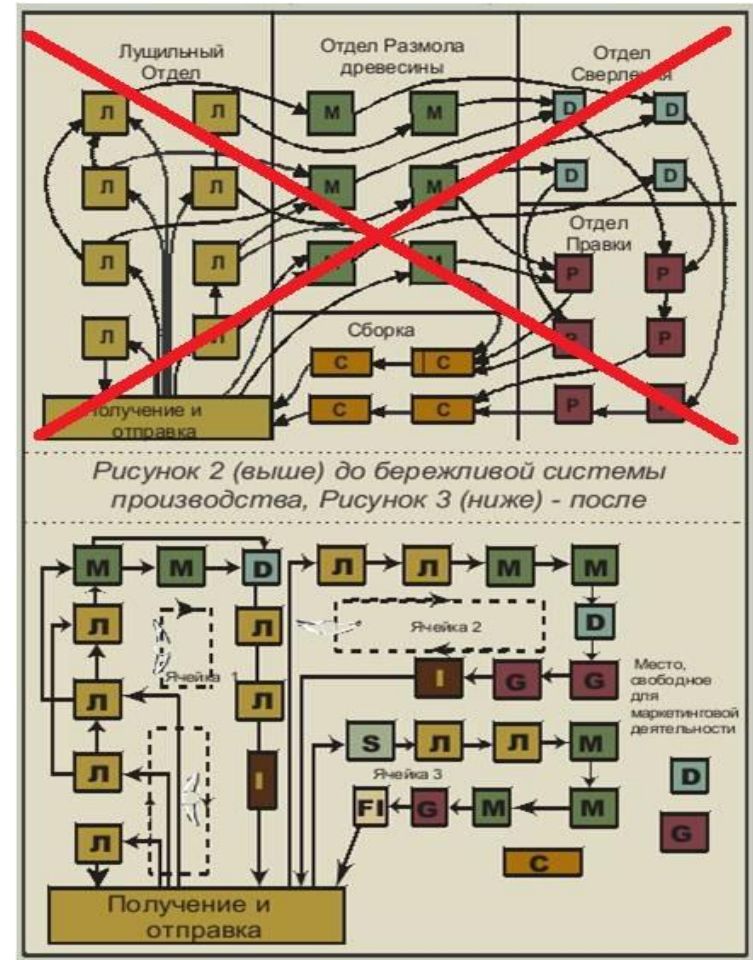 Лущильный
Отдел
Отдел Размола
древесины
Отдел
Сверления
Л Л М М D D
Л Л М М D D
Отдел
Правки
Л Л М М Р Р
Сборка
Л Л С С Р Р
С С Р Р
Получение и
отправка
Рисунок 2 (выше) до бережливой системы
производства, Рисунок 3 (ниже) - после
М М D Л Л М М
Л Л Ячейка 2 D
Ячейка 1
Л Л I G G
Место,
свободное
для
маркетинговой
деятельности
S Л Л М
Ячейка 3
Л I FI G М М D
Л С G
Получение и
отправка